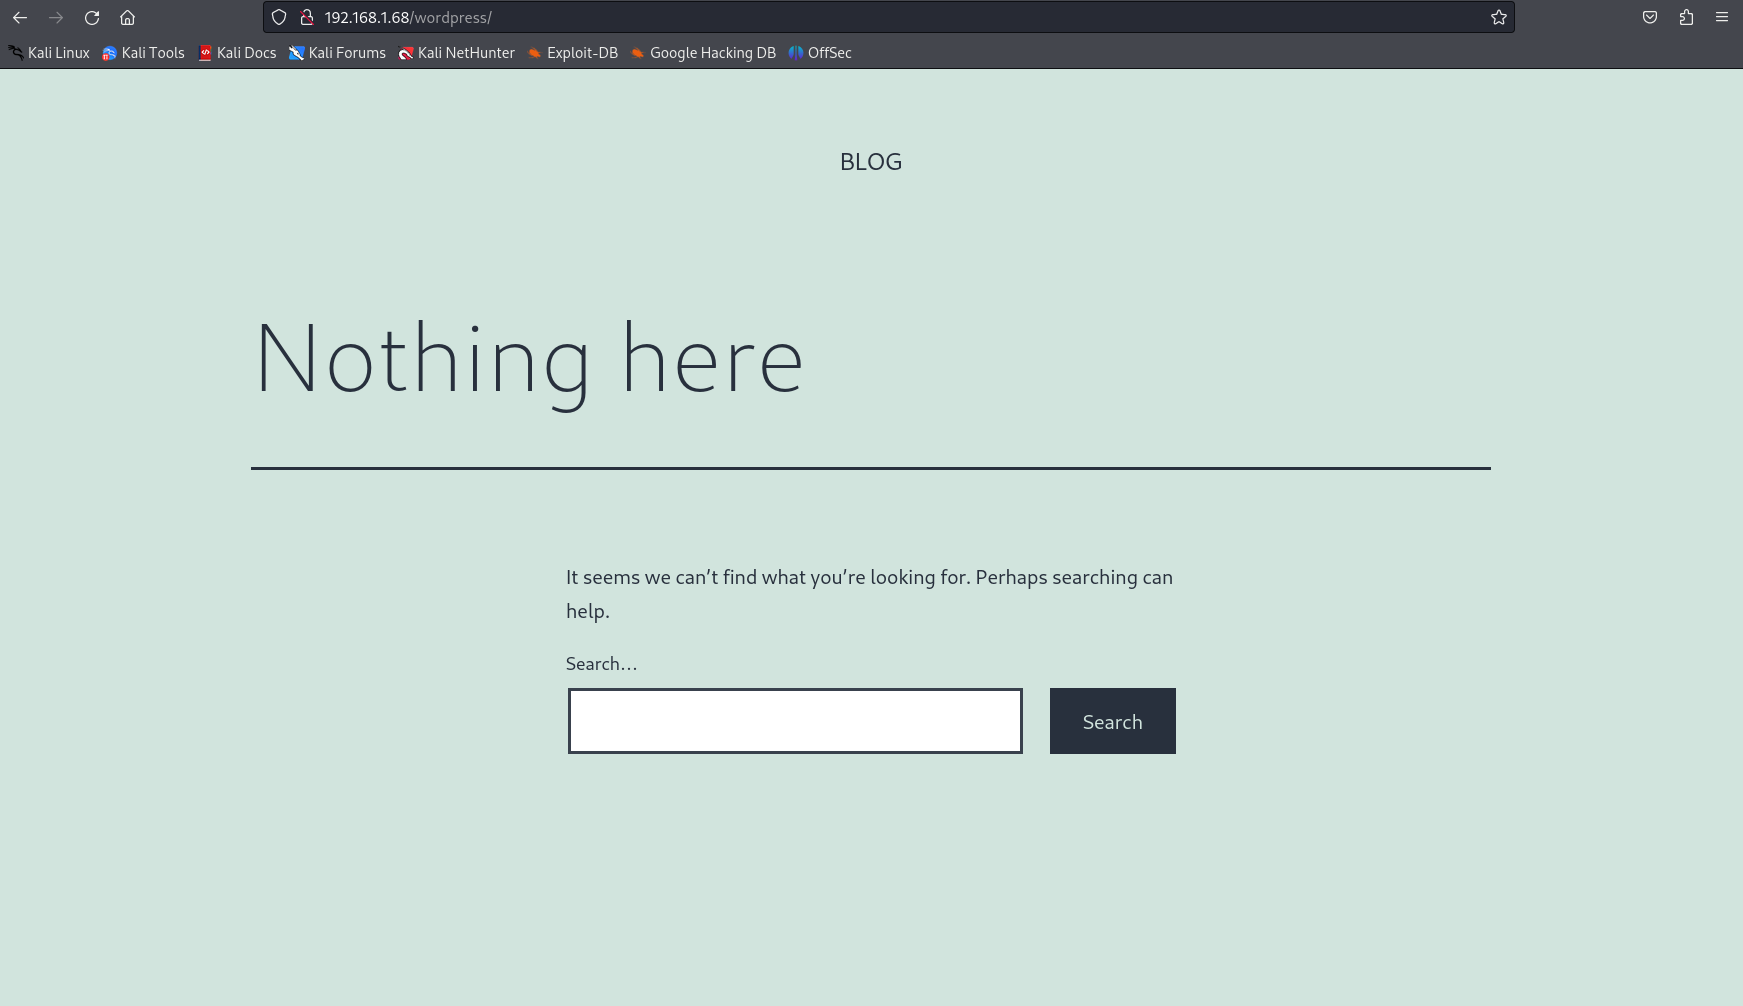 192.168.1.68/wordpress/
Kali Linux Kali Tools Kali Docs Kali Forums Kali NetHunter Exploit-DB Google Hacking DB OffSec
BLOG
Nothing here
It seems we can’t find what you’re looking for. Perhaps searching can
help.
Search…
Search